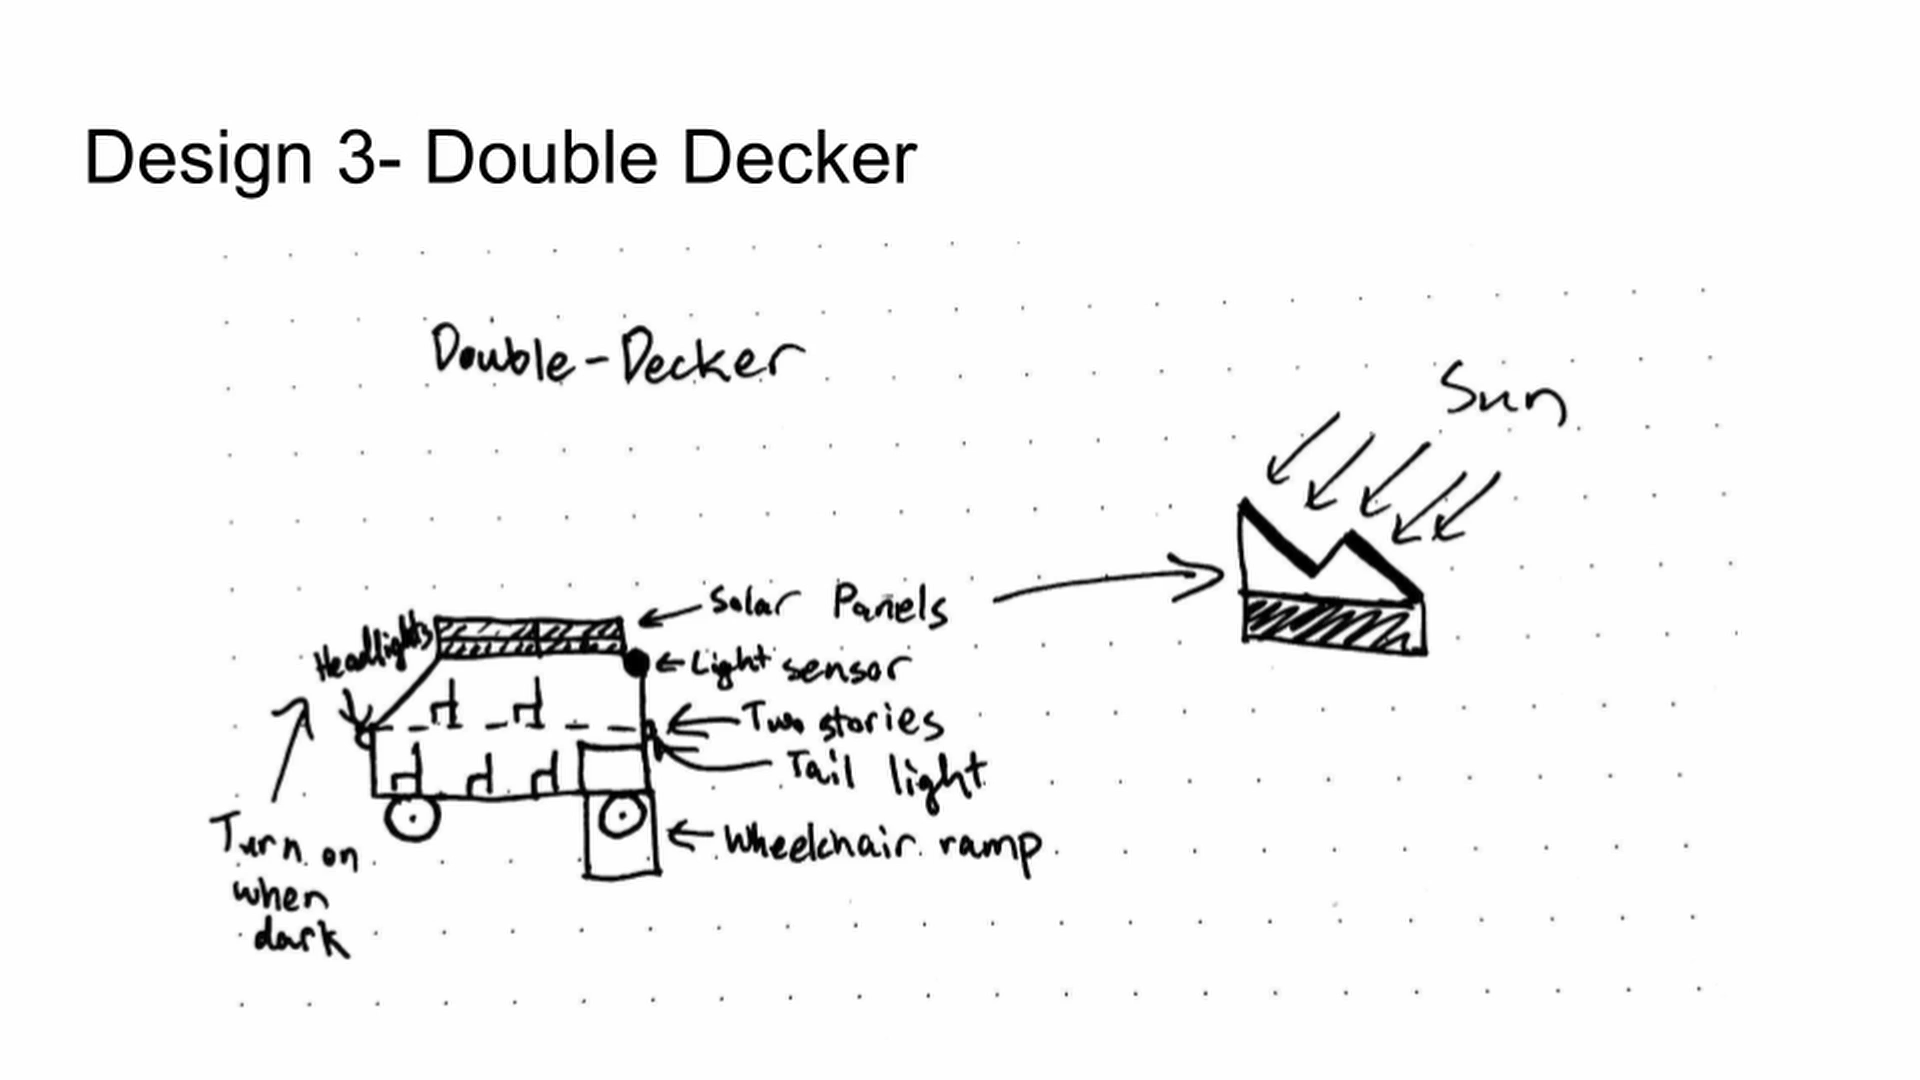 Design 3- Double Decker
Double-Decker
Sun
Solar Panels
Headlights
Light sensor
Two stories
Tail light
Turn on
when
dark
Wheelchair ramp